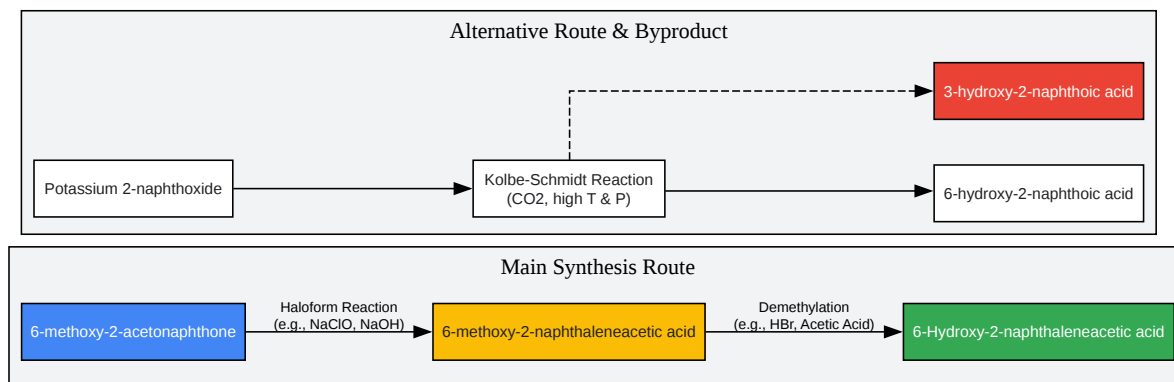 Alternative Route & Byproduct
3-hydroxy-2-naphthoic acid
Potassium 2-naphthoxide
Kolbe-Schmidt Reaction
(CO2, high T & P)
6-hydroxy-2-naphthoic acid
Main Synthesis Route
6-methoxy-2-acetonaphthone
Haloform Reaction
(e.g., NaClO, NaOH)
6-methoxy-2-naphthaleneacetic acid
Demethylation
(e.g., HBr, Acetic Acid)
6-Hydroxy-2-naphthaleneacetic acid